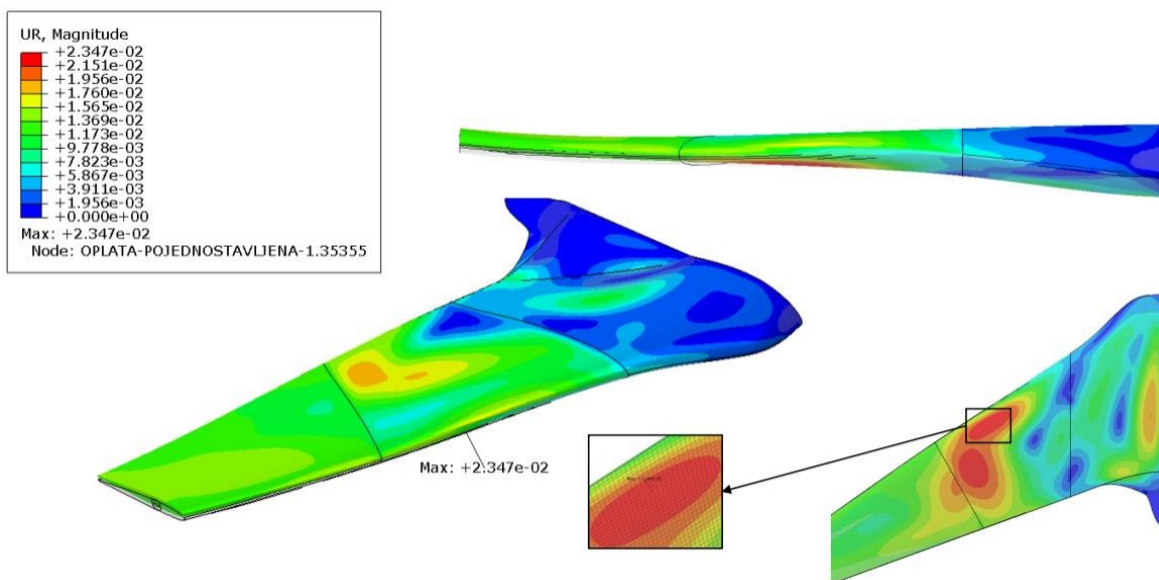 UR, Magnitude
+2.347e-02
+2.151e-02
+1.956e-02
+1.760e-02
+1.565e-02
+1.369e-02
+1.173e-02
+9.778e-03
+7.823e-03
+5.867e-03
+3.911e-03
+1.956e-03
+0.000e+00
Max: +2.347e-02
Node: OPLATA-POJEDNOSTAVLJENA-1.35355
Max: +2.347e-02